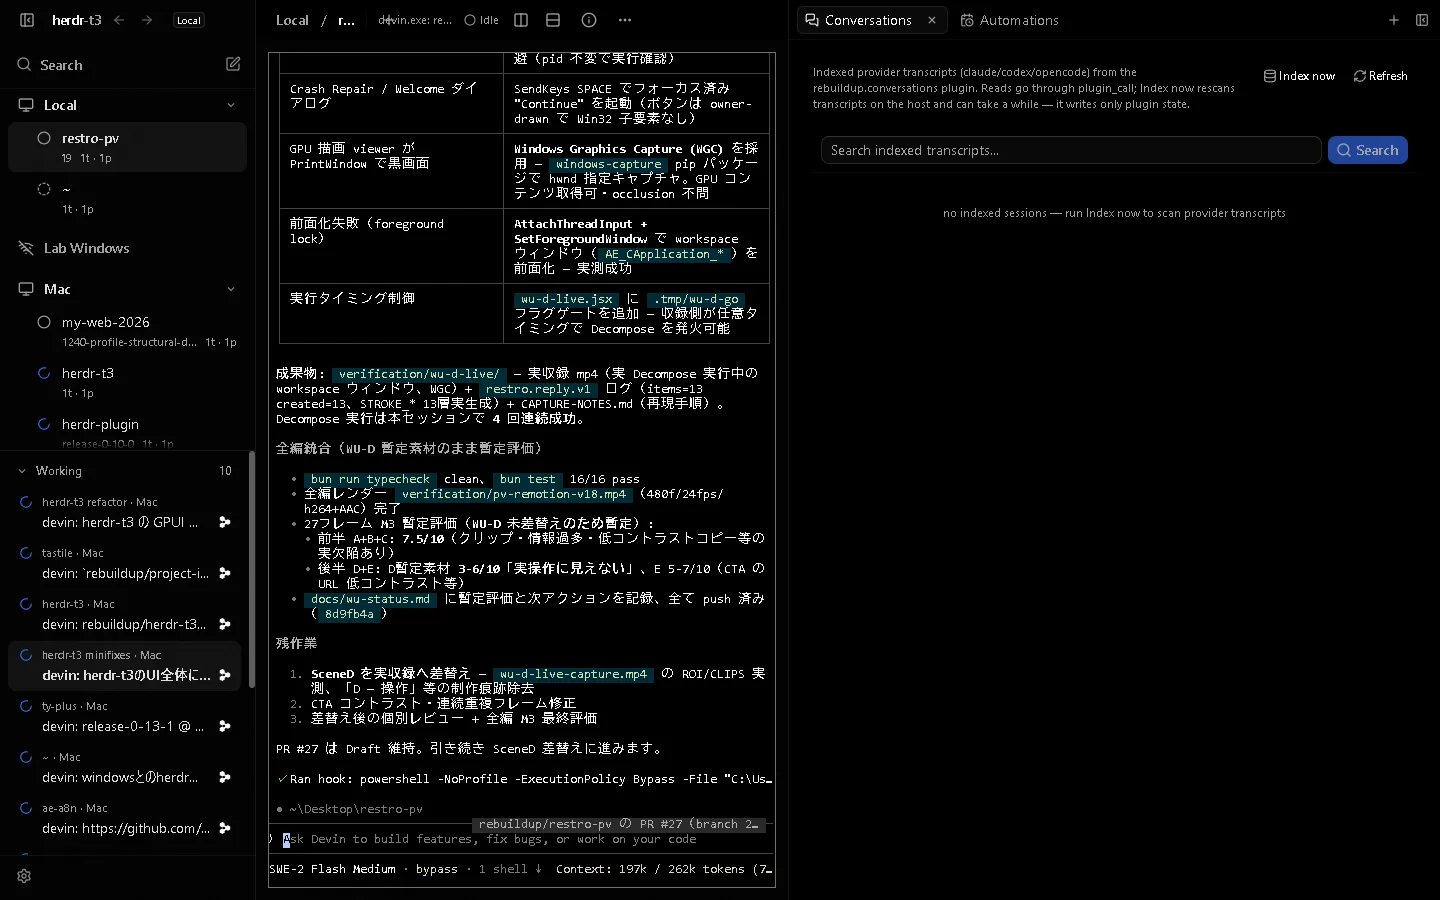 herdr-t3
Local
Search
Local
restro-pv
19 1t · 1p
~
1t · 1p
Lab Windows
Mac
my-web-2026
1240-profile-structural-d... 1t · 1p
herdr-t3
1t · 1p
herdr-plugin
release-0-10-0 1t · 1p
Working 10
herdr-t3 refactor · Mac
devin: herdr-t3 の GPUI ...
tastile · Mac
devin: `rebuildup/project-i...
herdr-t3 · Mac
devin: rebuildup/herdr-t3...
herdr-t3 minifixes · Mac
devin: herdr-t3のUI全体に...
ty-plus · Mac
devin: release-0-13-1 @ ...
~ · Mac
devin: windowsとのherdr...
ae-a8n · Mac
devin: https://github.com/...
Local / r...
devin.exe: re...
Idle
避（pid 不変で実行確認）
Crash Repair / Welcome ダイ
アログ
SendKeys SPACE でフォーカス済み
"Continue" を起動（ボタンは owner-
drawn で Win32 子要素なし）
GPU 描画 viewer が
PrintWindow で黒画面
Windows Graphics Capture (WGC) を採
用 — windows-capture pip パッケー
ジで hwnd 指定キャプチャ。GPU コン
テンツ取得可・occlusion 不問
前面化失敗（foreground
lock）
AttachThreadInput +
SetForegroundWindow で workspace
ウィンドウ（ AE_CApplication_* ）を
前面化 — 実測成功
実行タイミング制御
wu-d-live.jsx に .tmp/wu-d-go
フラグゲートを追加 — 収録側が任意タ
イミングで Decompose を発火可能
成果物: verification/wu-d-live/ — 実収録 mp4（実 Decompose 実行中の
workspace ウィンドウ、WGC）+ restro.reply.v1 ログ（items=13
created=13、STROKE_* 13層実生成）+ CAPTURE-NOTES.md（再現手順）。
Decompose 実行は本セッションで 4 回連続成功。
全編統合（WU-D 暫定素材のまま暫定評価）
• bun run typecheck clean、 bun test 16/16 pass
• 全編レンダー verification/pv-remotion-v18.mp4 （480f/24fps/
h264+AAC）完了
• 27フレーム M3 暫定評価（WU-D 未差替えのため暫定）:
• 前半 A+B+C: 7.5/10（クリップ・情報過多・低コントラストコピー等の
実欠陥あり）
• 後半 D+E: D暫定素材 3-6/10「実操作に見えない」、E 5-7/10（CTA の
URL 低コントラスト等）
• docs/wu-status.md に暫定評価と次アクションを記録、全て push 済み
（ 8d9fb4a ）
残作業
1. SceneD を実収録へ差替え — wu-d-live-capture.mp4 の ROI/CLIPS 実
測、「D — 操作」等の制作痕跡除去
2. CTA コントラスト・連続重複フレーム修正
3. 差替え後の個別レビュー + 全編 M3 最終評価
PR #27 は Draft 維持。引き続き SceneD 差替えに進みます。
✓Ran hook: powershell -NoProfile -ExecutionPolicy Bypass -File "C:\Us…
● ~\Desktop\restro-pv
rebuildup/restro-pv の PR #27（branch 2…
Ask Devin to build features, fix bugs, or work on your code
SWE-2 Flash Medium · bypass · 1 shell ↓ Context: 197k / 262k tokens (7…
Conversations ×
Automations
Indexed provider transcripts (claude/codex/opencode) from the
rebuildup.conversations plugin. Reads go through plugin_call; Index now rescans
transcripts on the host and can take a while — it writes only plugin state.
Index now
Refresh
Search indexed transcripts...
Search
no indexed sessions — run Index now to scan provider transcripts